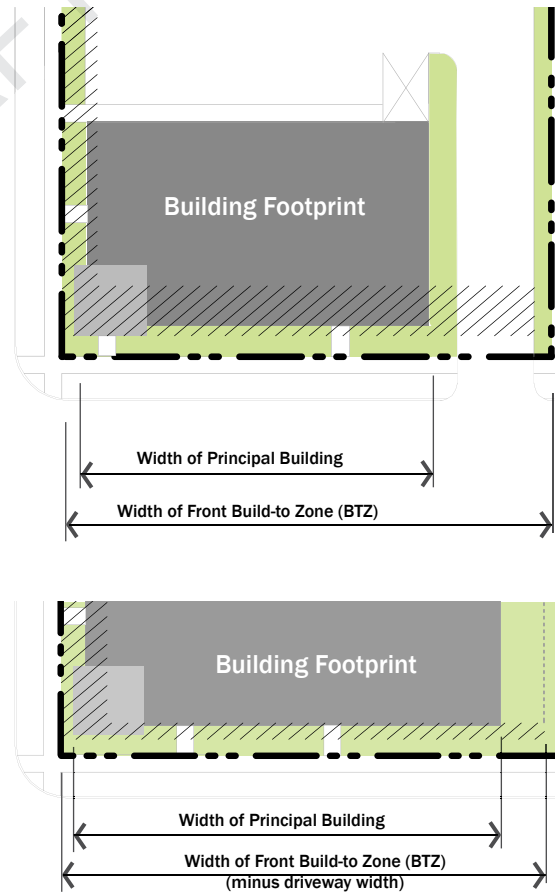 Building Footprint
Width of Principal Building
Width of Front Build-to Zone (BTZ)
Building Footprint
Width of Principal Building
Width of Front Build-to Zone (BTZ)
(minus driveway width)